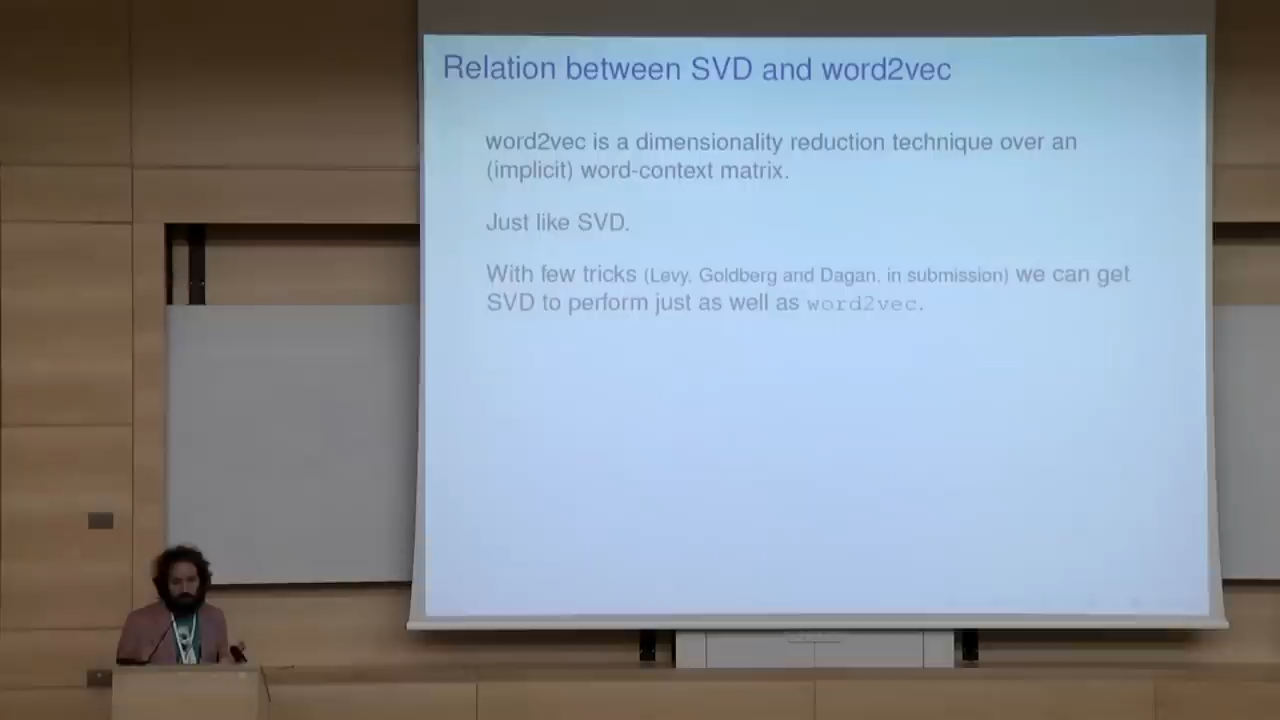 Relation between SVD and word2vec
word2vec is a dimensionality reduction technique over an
(implicit) word-context matrix.
Just like SVD.
With few tricks (Levy, Goldberg and Dagan, in submission) we can get
SVD to perform just as well as word2vec.